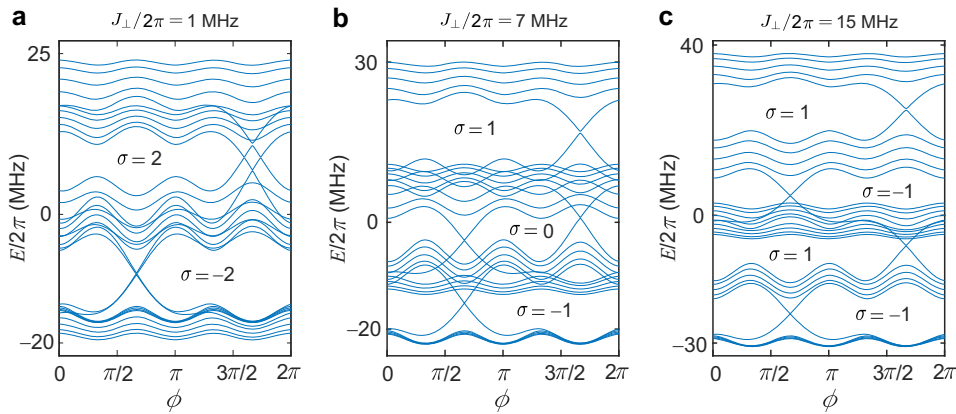 a
J⊥/2π = 1 MHz
25
0
−20
E/2π (MHz)
σ = 2
σ = −2
0
π/2
π
3π/2
2π
ϕ
b
J⊥/2π = 7 MHz
30
0
−20
E/2π (MHz)
σ = 1
σ = 0
σ = −1
0
π/2
π
3π/2
2π
ϕ
c
J⊥/2π = 15 MHz
40
0
−30
E/2π (MHz)
σ = 1
σ = −1
σ = 1
σ = −1
0
π/2
π
3π/2
2π
ϕ